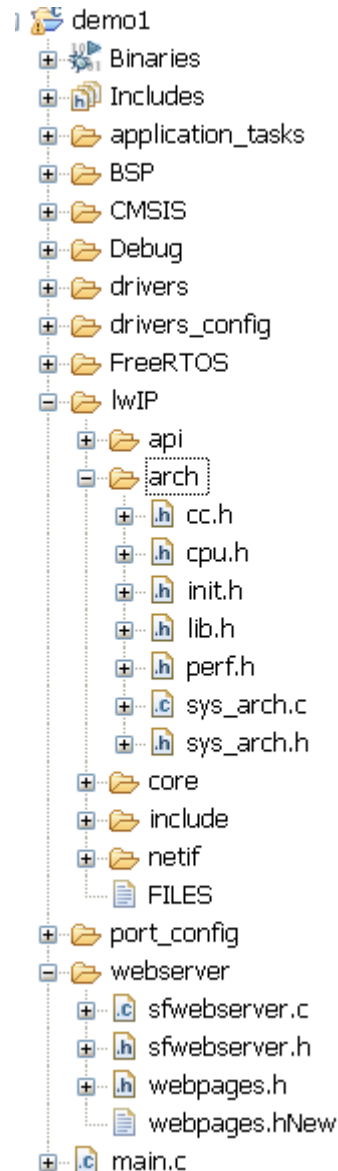 demo1
Binaries
Includes
application_tasks
BSP
CMSIS
Debug
drivers
drivers_config
FreeRTOS
lwIP
api
arch
cc.h
cpu.h
init.h
lib.h
perf.h
sys_arch.c
sys_arch.h
core
include
netif
FILES
port_config
webserver
sfwebserver.c
sfwebserver.h
webpages.h
webpages.hNew
main.c